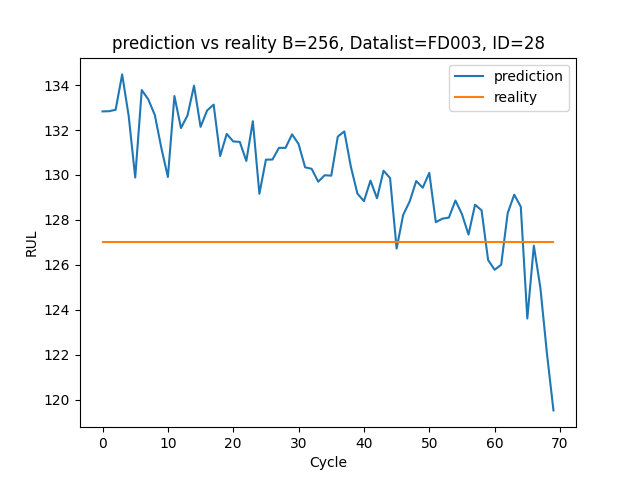 prediction vs reality B=256, Datalist=FD003, ID=28
prediction
reality
134
132
130
128
126
124
122
120
RUL
0 10 20 30 40 50 60 70
Cycle